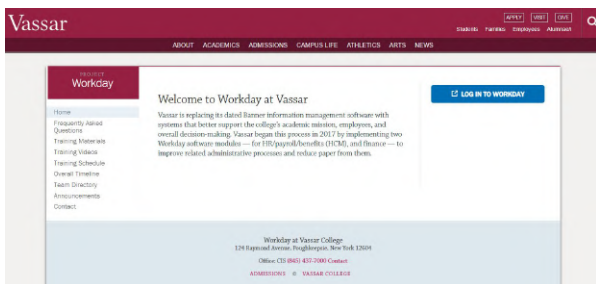 Vassar
APPLY VISIT GIVE
Students Families Employees Alumnae/i
ABOUT ACADEMICS ADMISSIONS CAMPUS LIFE ATHLETICS ARTS NEWS
PROJECT
Workday
Home
Frequently Asked
Questions
Training Materials
Training Videos
Training Schedule
Overall Timeline
Team Directory
Announcements
Contact
Welcome to Workday at Vassar
Vassar is replacing its dated Banner information management software with
systems that better support the college's academic mission, employees, and
overall decision-making. Vassar began this process in 2017 by implementing two
Workday software modules — for HR/payroll/benefits (HCM), and finance — to
improve related administrative processes and reduce paper from them.
LOG IN TO WORKDAY
Workday at Vassar College
124 Raymond Avenue, Poughkeepsie, New York 12604
Office: CIS (845) 437-7000 Contact
ADMISSIONS © VASSAR COLLEGE